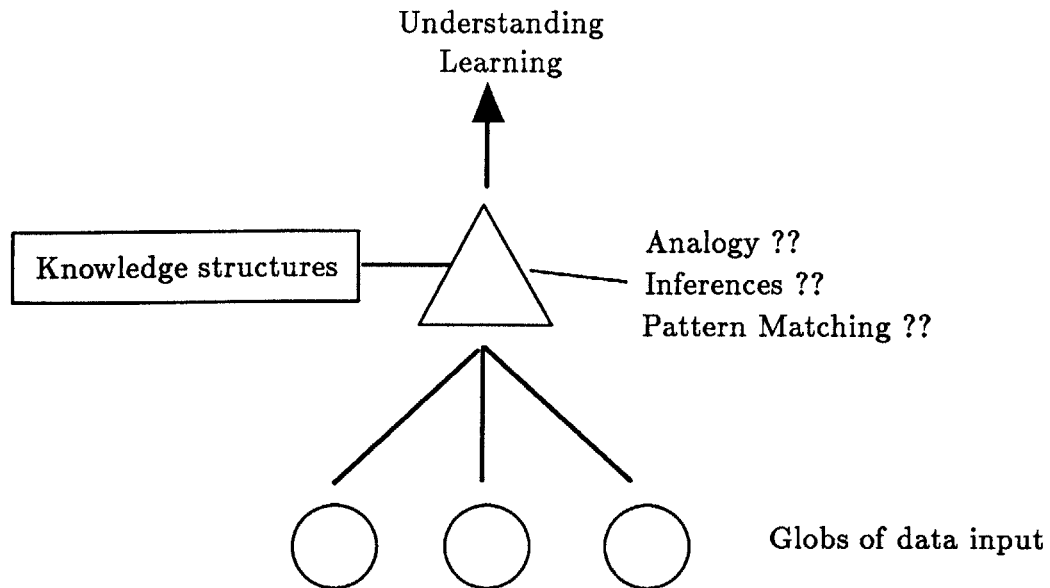 Understanding
Learning
Knowledge structures
Analogy ??
Inferences ??
Pattern Matching ??
Globs of data input